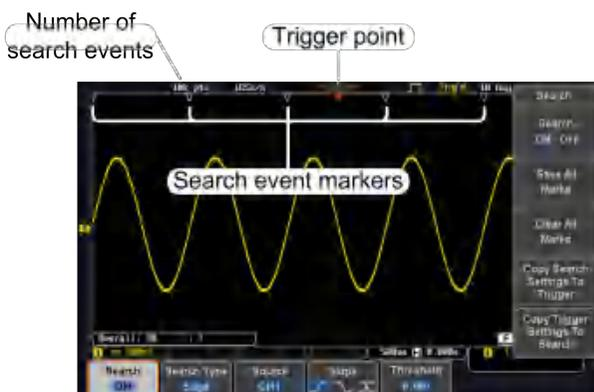 Number of
search events
Trigger point
Search event markers
Search
Search
ON OFF
Save All
Marks
Clear All
Marks
Copy Search
Settings To
Trigger
Copy Trigger
Settings To
Search
Overall:
Search
ON
Search Type
Edge
Source
CH1
Slope
Threshold